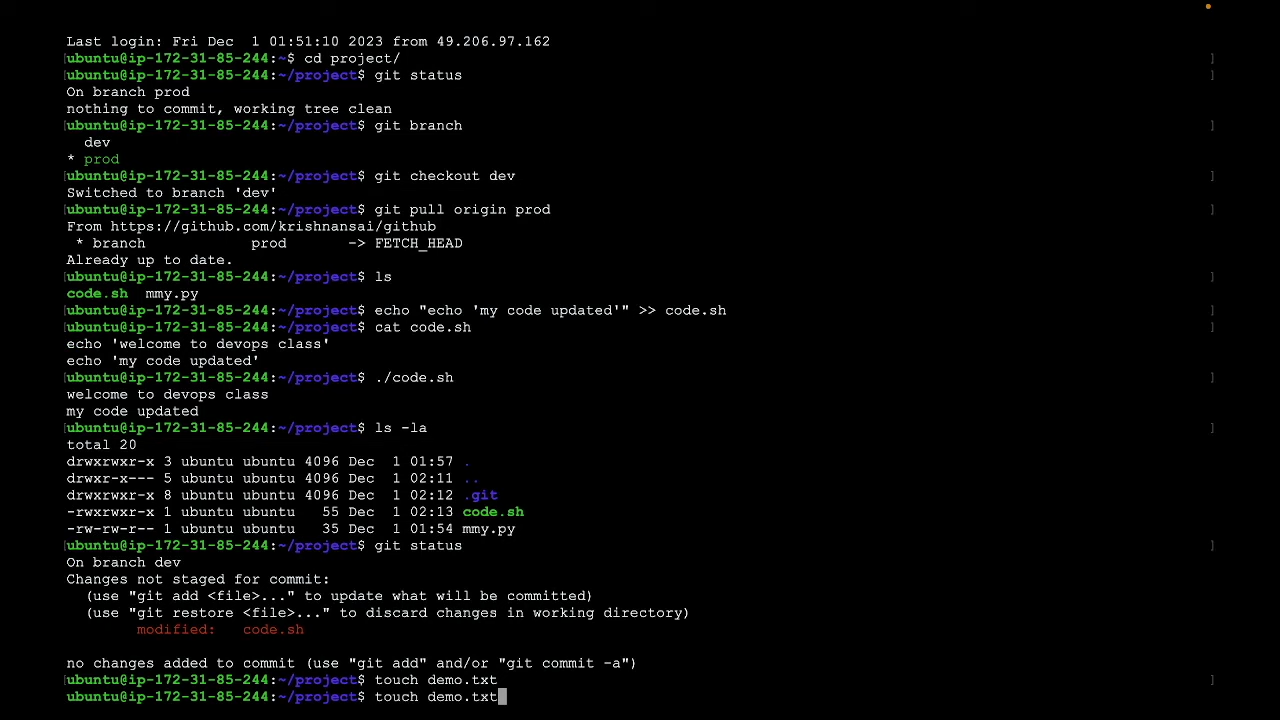 Last login: Fri Dec  1 01:51:10 2023 from 49.206.97.162
[ubuntu@ip-172-31-85-244:~$ cd project/ ]
[ubuntu@ip-172-31-85-244:~/project$ git status ]
On branch prod
nothing to commit, working tree clean
[ubuntu@ip-172-31-85-244:~/project$ git branch ]
  dev
* prod
[ubuntu@ip-172-31-85-244:~/project$ git checkout dev ]
Switched to branch 'dev'
[ubuntu@ip-172-31-85-244:~/project$ git pull origin prod ]
From https://github.com/krishnansai/github
 * branch            prod       -> FETCH_HEAD
Already up to date.
[ubuntu@ip-172-31-85-244:~/project$ ls ]
code.sh  mmy.py
[ubuntu@ip-172-31-85-244:~/project$ echo "echo 'my code updated'" >> code.sh ]
[ubuntu@ip-172-31-85-244:~/project$ cat code.sh ]
echo 'welcome to devops class'
echo 'my code updated'
[ubuntu@ip-172-31-85-244:~/project$ ./code.sh ]
welcome to devops class
my code updated
[ubuntu@ip-172-31-85-244:~/project$ ls -la ]
total 20
drwxrwxr-x 3 ubuntu ubuntu 4096 Dec  1 01:57 .
drwxr-x--- 5 ubuntu ubuntu 4096 Dec  1 02:11 ..
drwxrwxr-x 8 ubuntu ubuntu 4096 Dec  1 02:12 .git
-rwxrwxr-x 1 ubuntu ubuntu   55 Dec  1 02:13 code.sh
-rw-rw-r-- 1 ubuntu ubuntu   35 Dec  1 01:54 mmy.py
[ubuntu@ip-172-31-85-244:~/project$ git status ]
On branch dev
Changes not staged for commit:
  (use "git add <file>..." to update what will be committed)
  (use "git restore <file>..." to discard changes in working directory)
        modified:   code.sh

no changes added to commit (use "git add" and/or "git commit -a")
[ubuntu@ip-172-31-85-244:~/project$ touch demo.txt ]
ubuntu@ip-172-31-85-244:~/project$ touch demo.txt